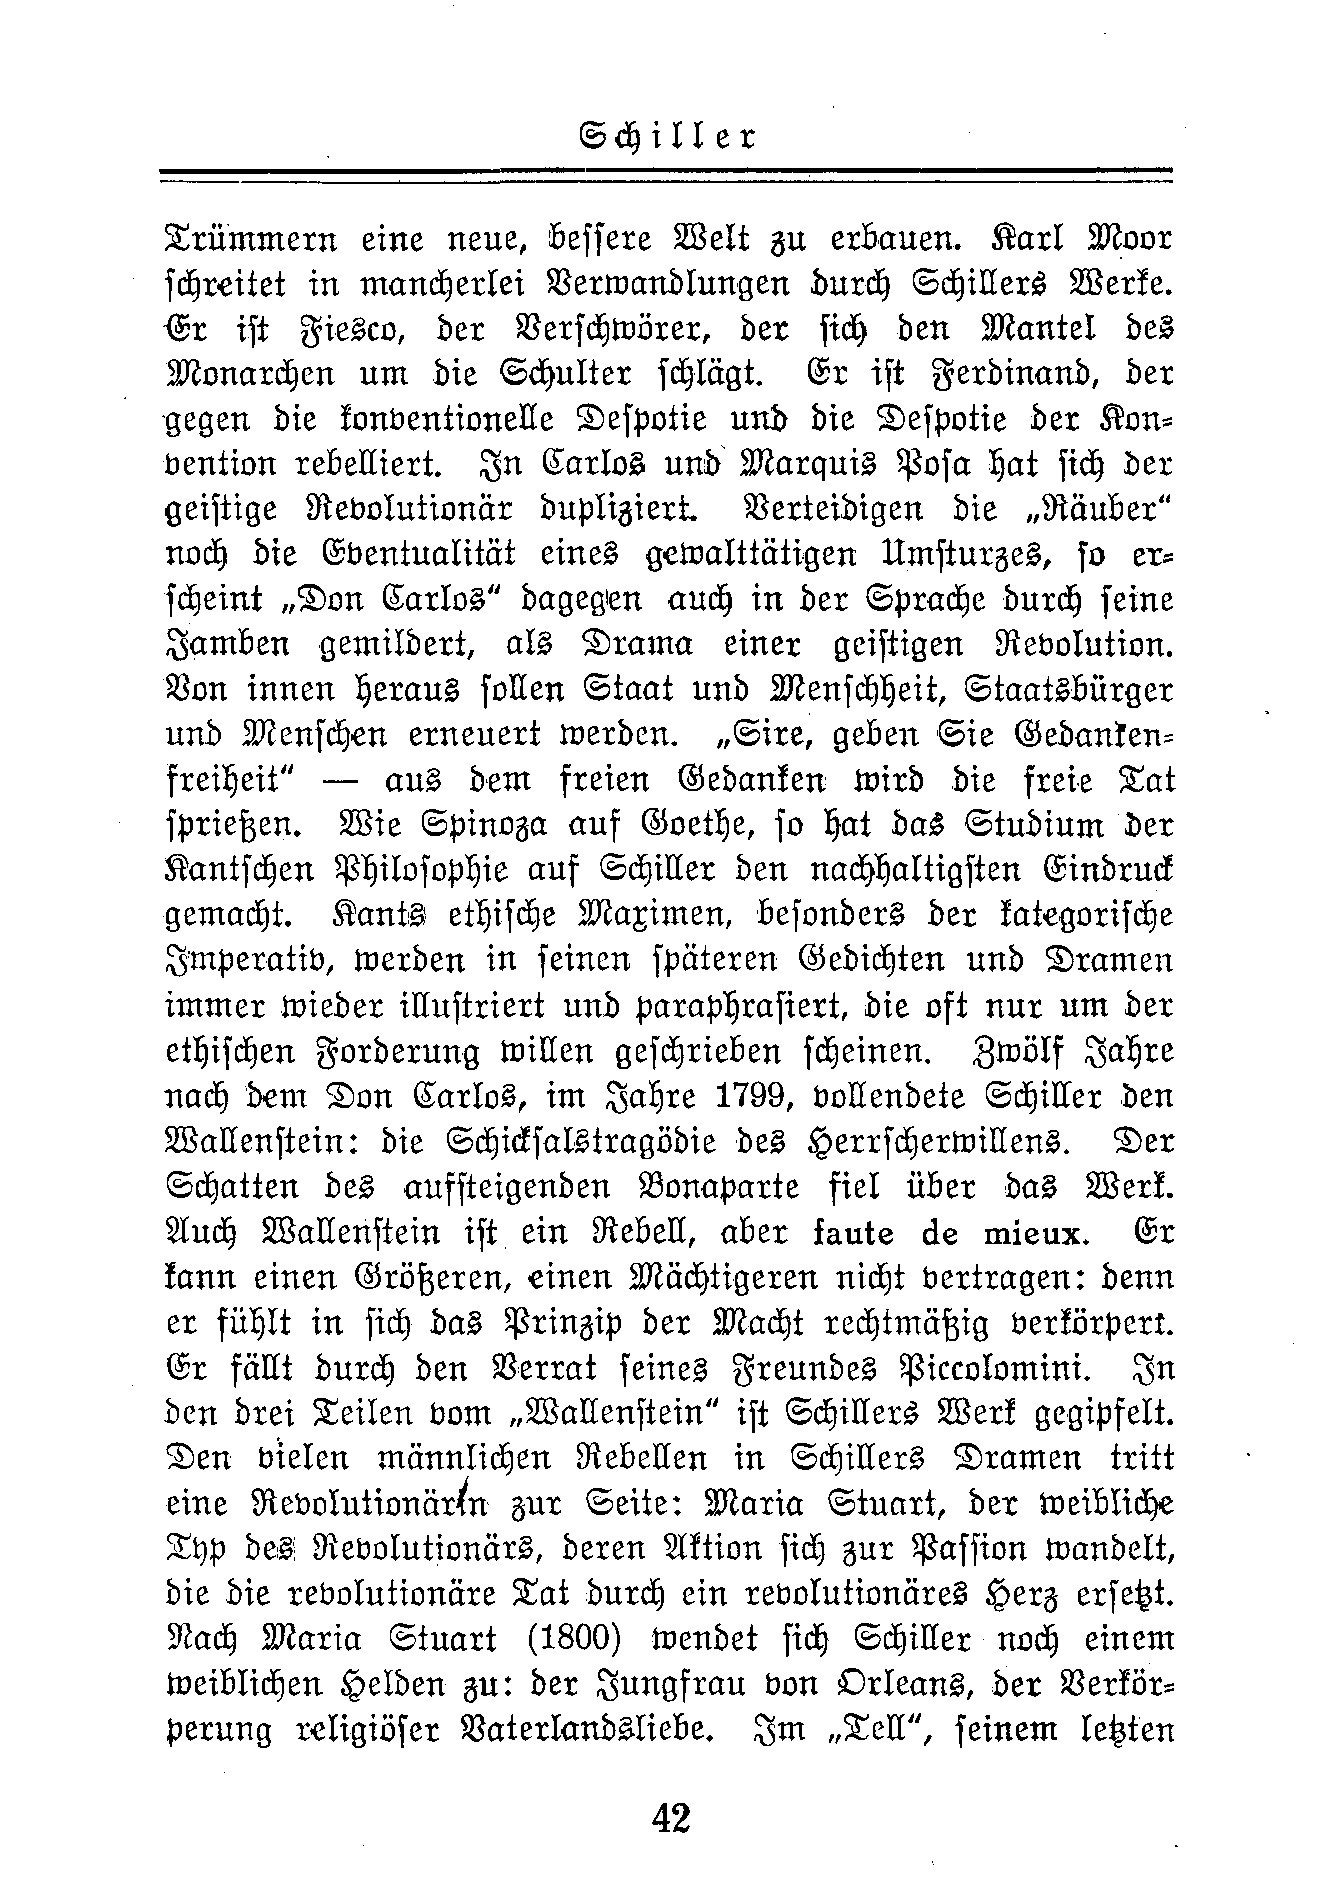 Schiller
Trümmern eine neue, bessere Welt zu erbauen. Karl Moor
schreitet in mancherlei Verwandlungen durch Schillers Werke.
Er ist Fiesco, der Verschwörer, der sich den Mantel des
Monarchen um die Schulter schlägt. Er ist Ferdinand, der
gegen die konventionelle Despotie und die Despotie der Kon-
vention rebelliert. In Carlos und Marquis Posa hat sich der
geistige Revolutionär dupliziert. Verteidigen die „Räuber“
noch die Eventualität eines gewalttätigen Umsturzes, so er-
scheint „Don Carlos“ dagegen auch in der Sprache durch seine
Jamben gemildert, als Drama einer geistigen Revolution.
Von innen heraus sollen Staat und Menschheit, Staatsbürger
und Menschen erneuert werden. „Sire, geben Sie Gedanken-
freiheit“ — aus dem freien Gedanken wird die freie Tat
sprießen. Wie Spinoza auf Goethe, so hat das Studium der
Kantschen Philosophie auf Schiller den nachhaltigsten Eindruck
gemacht. Kants ethische Maximen, besonders der kategorische
Imperativ, werden in seinen späteren Gedichten und Dramen
immer wieder illustriert und paraphrasiert, die oft nur um der
ethischen Forderung willen geschrieben scheinen. Zwölf Jahre
nach dem Don Carlos, im Jahre 1799, vollendete Schiller den
Wallenstein: die Schicksalstragödie des Herrscherwillens. Der
Schatten des aufsteigenden Bonaparte fiel über das Werk.
Auch Wallenstein ist ein Rebell, aber faute de mieux. Er
kann einen Größeren, einen Mächtigeren nicht vertragen: denn
er fühlt in sich das Prinzip der Macht rechtmäßig verkörpert.
Er fällt durch den Verrat seines Freundes Piccolomini. In
den drei Teilen vom „Wallenstein“ ist Schillers Werk gegipfelt.
Den vielen männlichen Rebellen in Schillers Dramen tritt
eine Revolutionärin zur Seite: Maria Stuart, der weibliche
Typ des Revolutionärs, deren Aktion sich zur Passion wandelt,
die die revolutionäre Tat durch ein revolutionäres Herz ersetzt.
Nach Maria Stuart (1800) wendet sich Schiller noch einem
weiblichen Helden zu: der Jungfrau von Orleans, der Verkör-
perung religiöser Vaterlandsliebe. Im „Tell“, seinem letzten
42